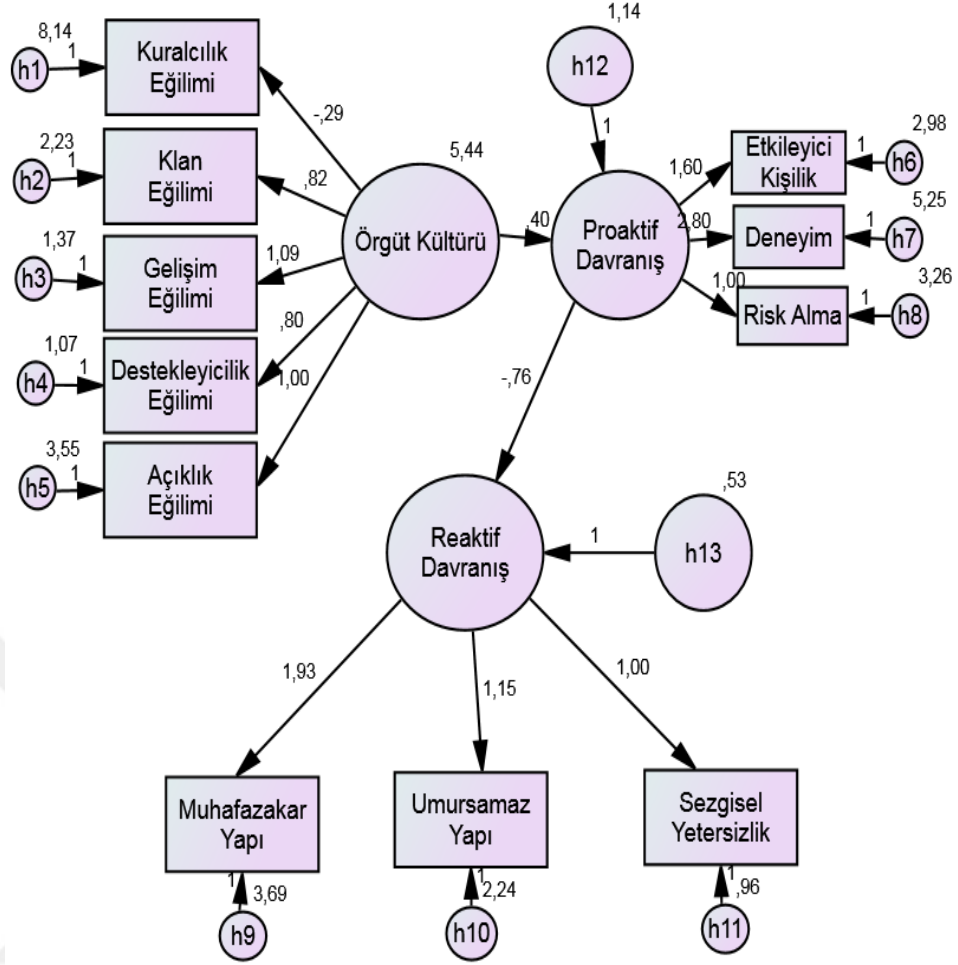 8,14
1
h1
Kuralcılık
Eğilimi
-,29
2,23
1
h2
Klan
Eğilimi
,82
1,37
1
h3
Gelişim
Eğilimi
1,09
1,07
1
h4
Destekleyicilik
Eğilimi
,80
3,55
1
h5
Açıklık
Eğilimi
1,00
5,44
Örgüt Kültürü
,40
1,14
h12
1
Proaktif
Davranış
1,60
Etkileyici
Kişilik
1
2,98
h6
2,80
Deneyim
1
5,25
h7
1,00
Risk Alma
1
3,26
h8
-,76
Reaktif
Davranış
1
,53
h13
1,93
1,15
1,00
Muhafazakar
Yapı
1
3,69
h9
Umursamaz
Yapı
1
2,24
h10
Sezgisel
Yetersizlik
1
,96
h11